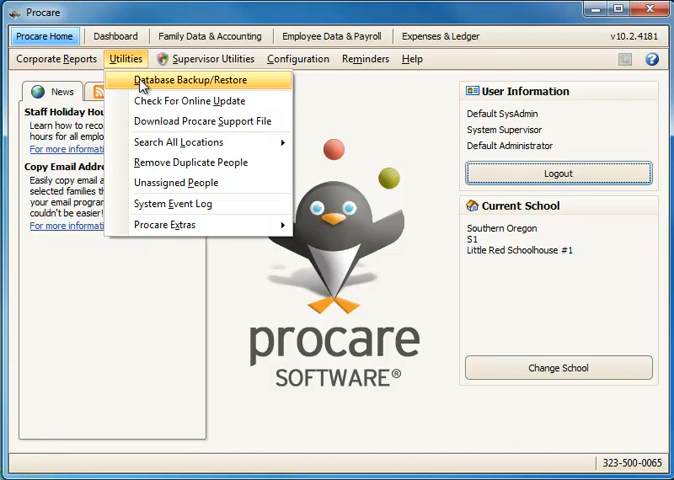 Procare
Procare Home
Dashboard
Family Data & Accounting
Employee Data & Payroll
Expenses & Ledger
v10.2.4181
Corporate Reports
Utilities
Supervisor Utilities
Configuration
Reminders
Help
News
Staff Holiday Hou
Learn how to reco
hours for all employ
For more informati
Copy Email Addre
Easily copy email a
selected families th
your email program
couldn't be easier!
For more informati
Database Backup/Restore
Check For Online Update
Download Procare Support File
Search All Locations
Remove Duplicate People
Unassigned People
System Event Log
Procare Extras
procare
SOFTWARE®
User Information
Default SysAdmin
System Supervisor
Default Administrator
Logout
Current School
Southern Oregon
S1
Little Red Schoolhouse #1
Change School
323-500-0065